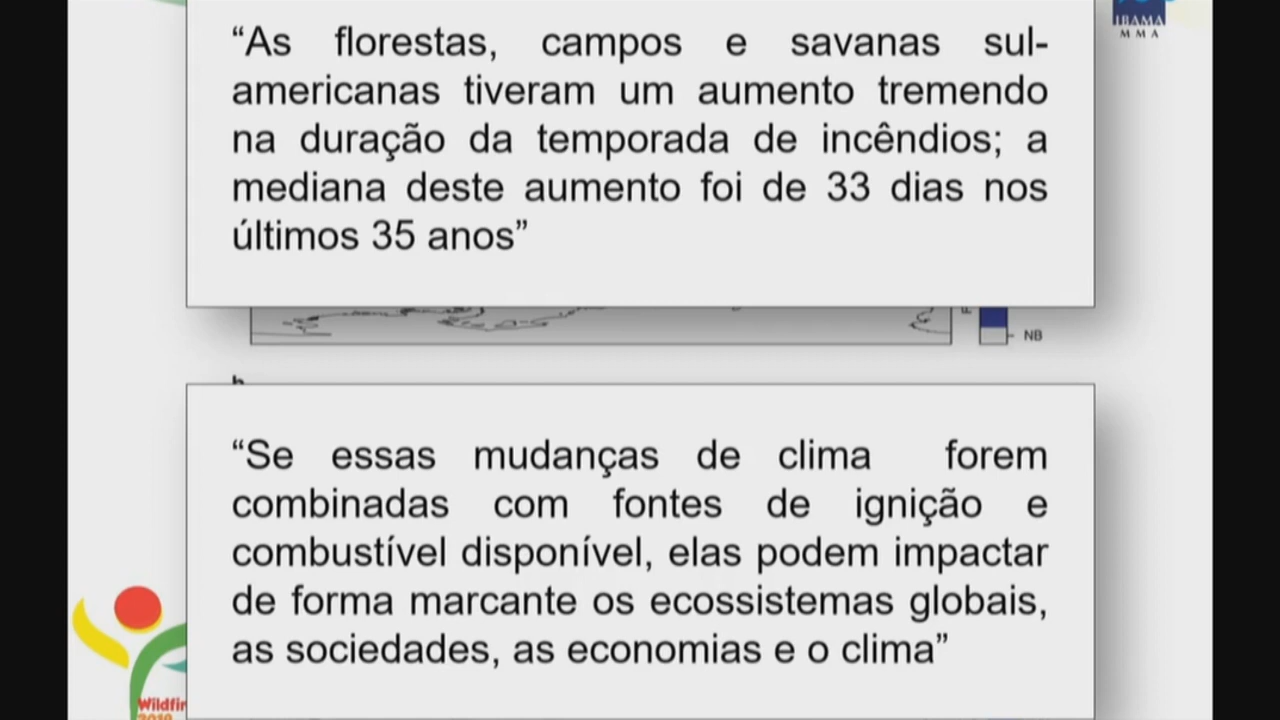 “As florestas, campos e savanas sul-
americanas tiveram um aumento tremendo
na duração da temporada de incêndios; a
mediana deste aumento foi de 33 dias nos
últimos 35 anos”
IBAMA
MMA
NB
“Se essas mudanças de clima forem
combinadas com fontes de ignição e
combustível disponível, elas podem impactar
de forma marcante os ecossistemas globais,
as sociedades, as economias e o clima”
2019